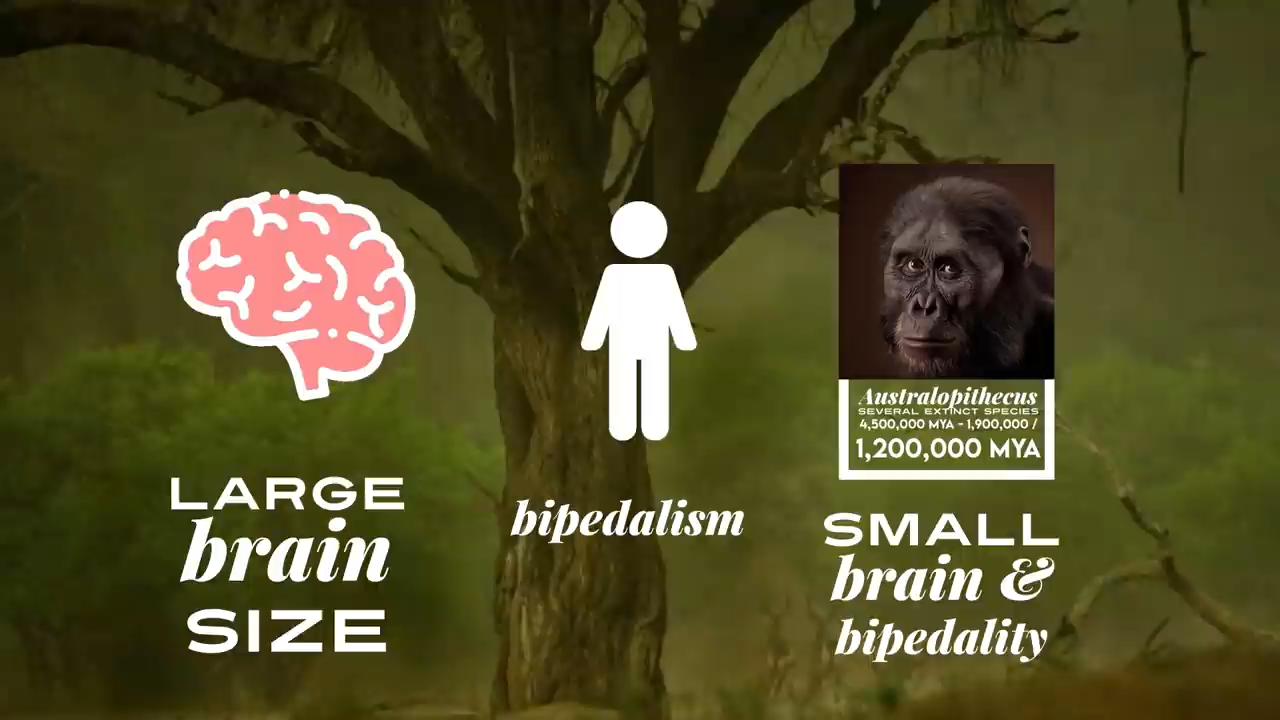 LARGE
brain
SIZE
bipedalism
Australopithecus
SEVERAL EXTINCT SPECIES
4,500,000 MYA - 1,900,000 /
1,200,000 MYA
SMALL
brain &
bipedality